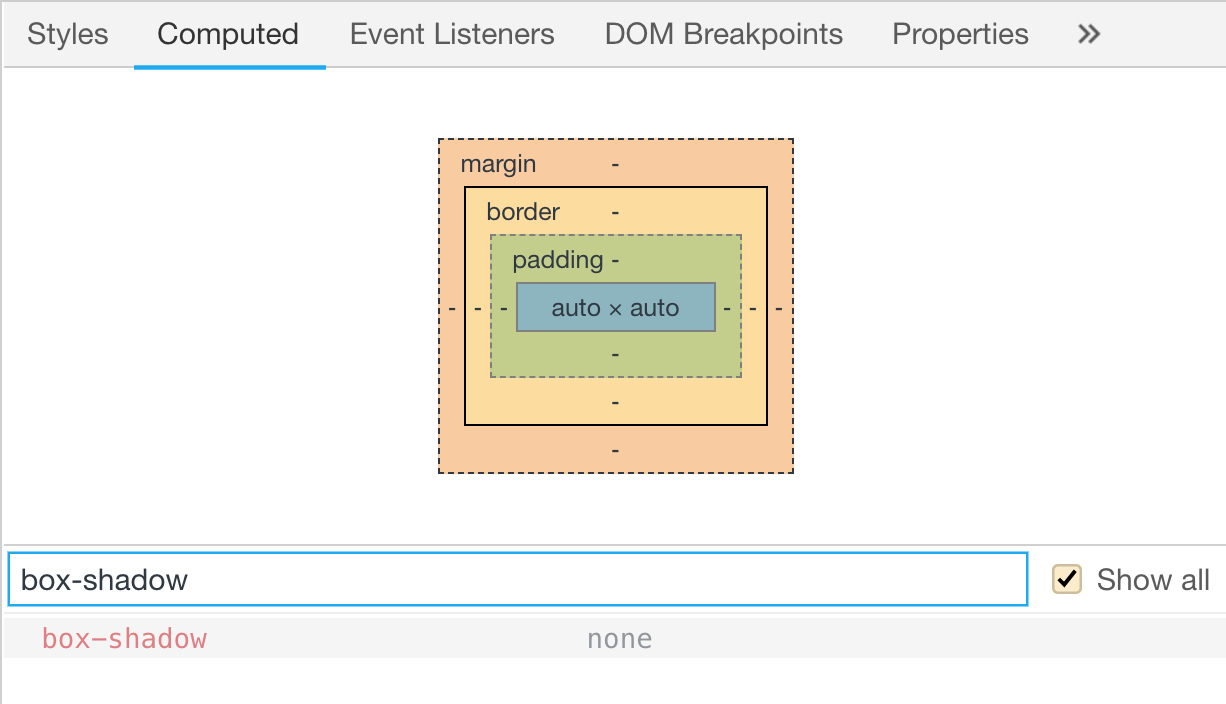 Styles Computed Event Listeners DOM Breakpoints Properties »
margin -
border -
padding -
- - - auto × auto - - -
-
-
-
box-shadow Show all
box-shadow none